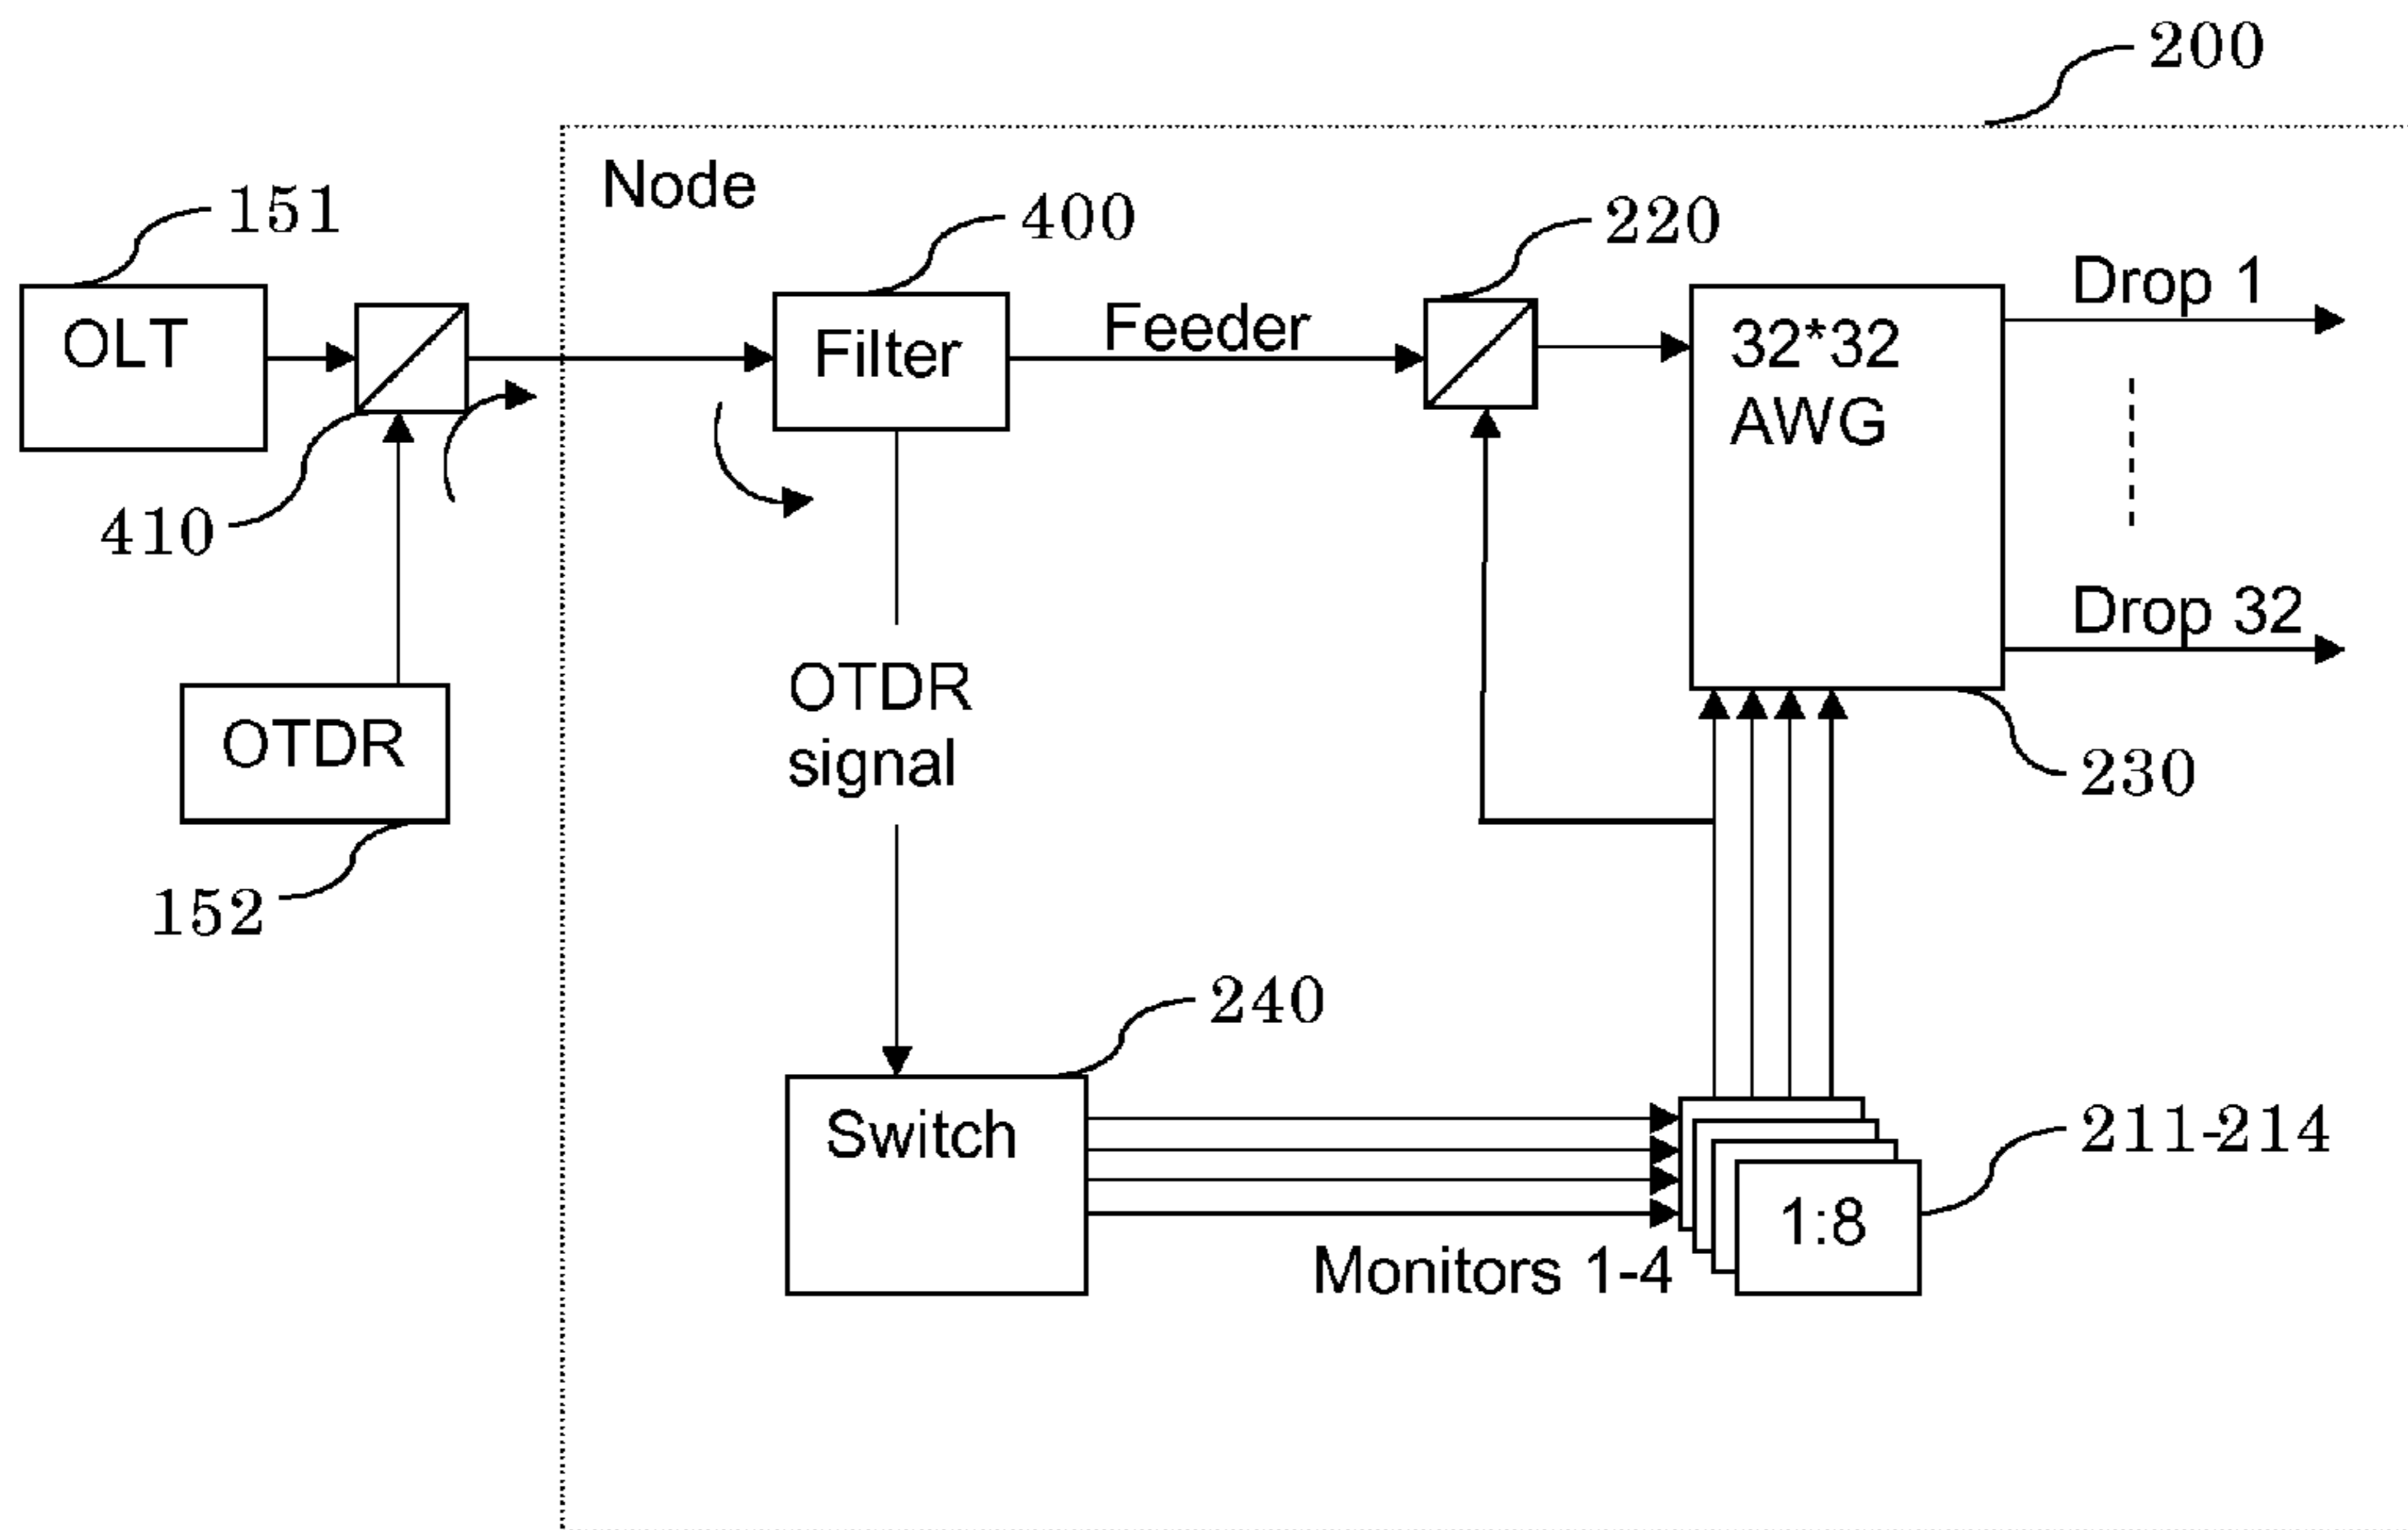 200
Node
151
400
220
OLT
Filter
Feeder
32*32
AWG
Drop 1
410
Drop 32
OTDR
signal
OTDR
152
230
240
Switch
211-214
1:8
Monitors 1-4